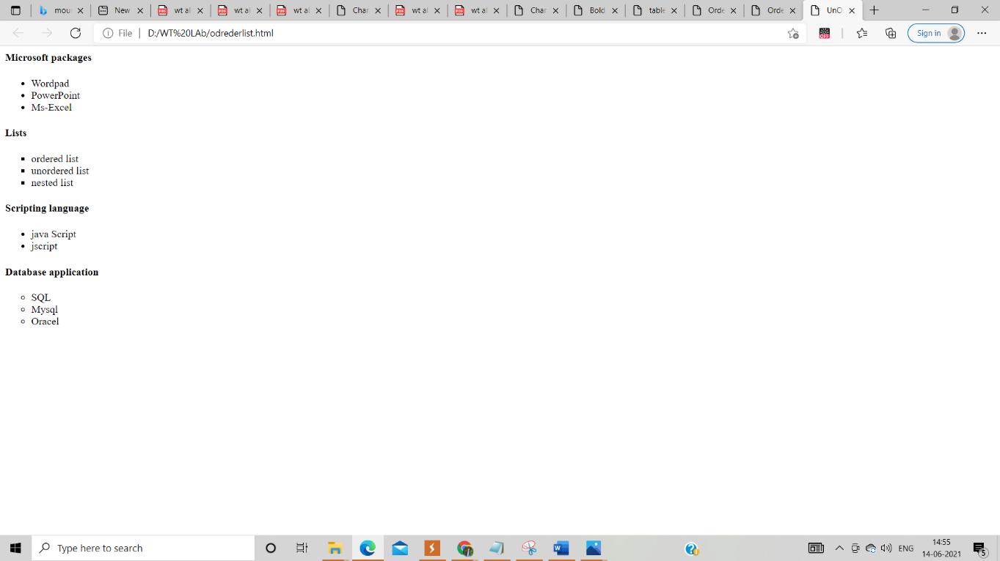 mou New wt al wt al wt al Char wt al wt al Char Bold table Orde Orde UnO
File D:/WT%20LAb/odrederlist.html Sign in
OFF
Microsoft packages
Wordpad
PowerPoint
Ms-Excel
Lists
ordered list
unordered list
nested list
Scripting language
java Script
jscript
Database application
SQL
Mysql
Oracel
Type here to search
ENG
14:55
14-06-2021
5